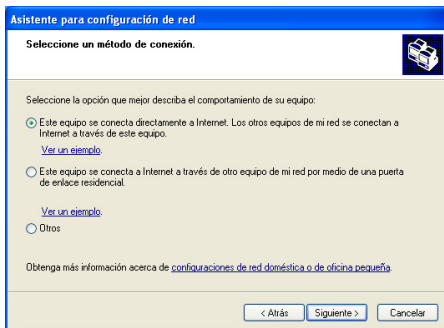 Asistente para configuración de red
Seleccione un método de conexión.
Seleccione la opción que mejor describa el comportamiento de su equipo:
Este equipo se conecta directamente a Internet. Los otros equipos de mi red se conectan a
Internet a través de este equipo.
Ver un ejemplo.
Este equipo se conecta a Internet a través de otro equipo de mi red por medio de una puerta
de enlace residencial.
Ver un ejemplo.
Otros
Obtenga más información acerca de configuraciones de red doméstica o de oficina pequeña.
< Atrás Siguiente > Cancelar